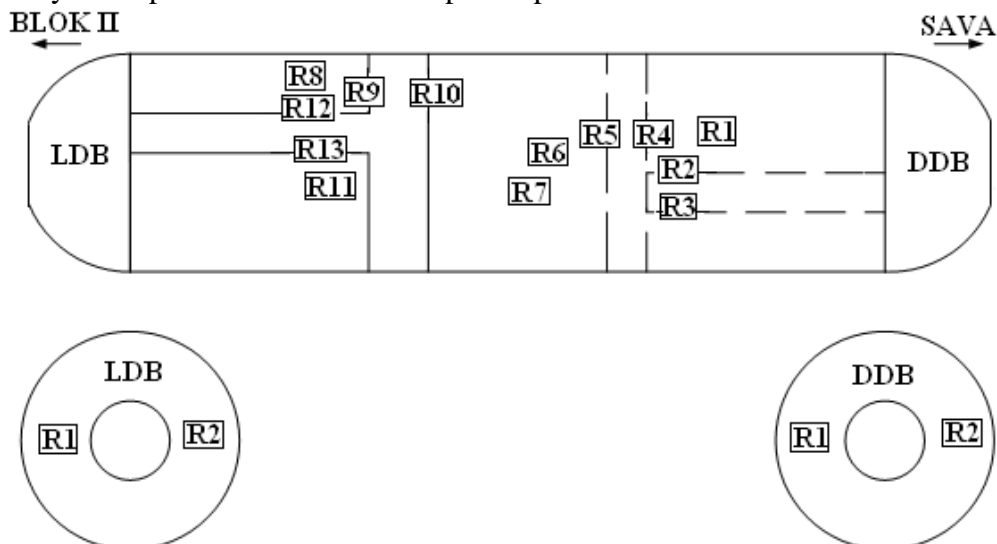 BLOK II SAVA
R8
R9 R10
R12
R5 R4 R1
LDB R13 R6 R2 DDB
R11 R7
R3
LDB DDB
R1 R2 R1 R2